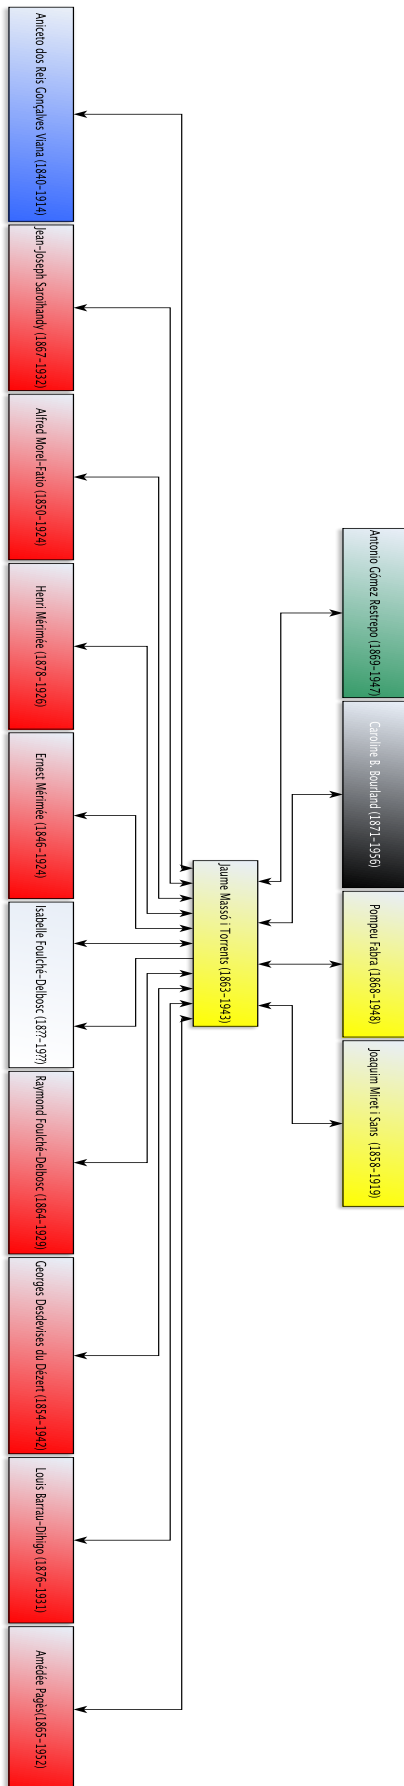 Antonio Gómez Restrepo (1869-1947)
Caroline B. Bourland (1871-1956)
Pompeu Fabra (1868-1948)
Joaquim Miret i Sans (1858-1919)
Jaume Massó i Torrents (1863-1943)
Aniceto dos Reis Gonçalves Viana (1840-1914)
Jean-Joseph Saroïhandy (1867-1932)
Alfred Morel-Fatio (1850-1924)
Henri Mérimée (1878-1926)
Ernest Mérimée (1846-1924)
Isabelle Foulché-Delbosc (18??-19??)
Raymond Foulché-Delbosc (1864-1929)
Georges Desdevises du Dézert (1854-1942)
Louis Barrau-Dihigo (1876-1931)
Amédée Pagès(1865-1952)